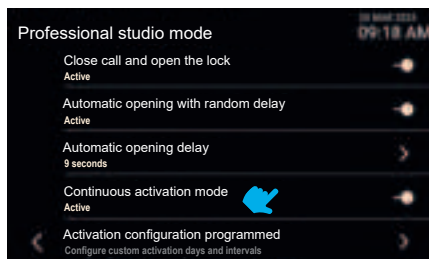 Professional studio mode
09:18 AM
Close call and open the lock
Active
Automatic opening with random delay
Active
Automatic opening delay
9 seconds
Continuous activation mode
Active
Activation configuration programmed
Configure custom activation days and intervals